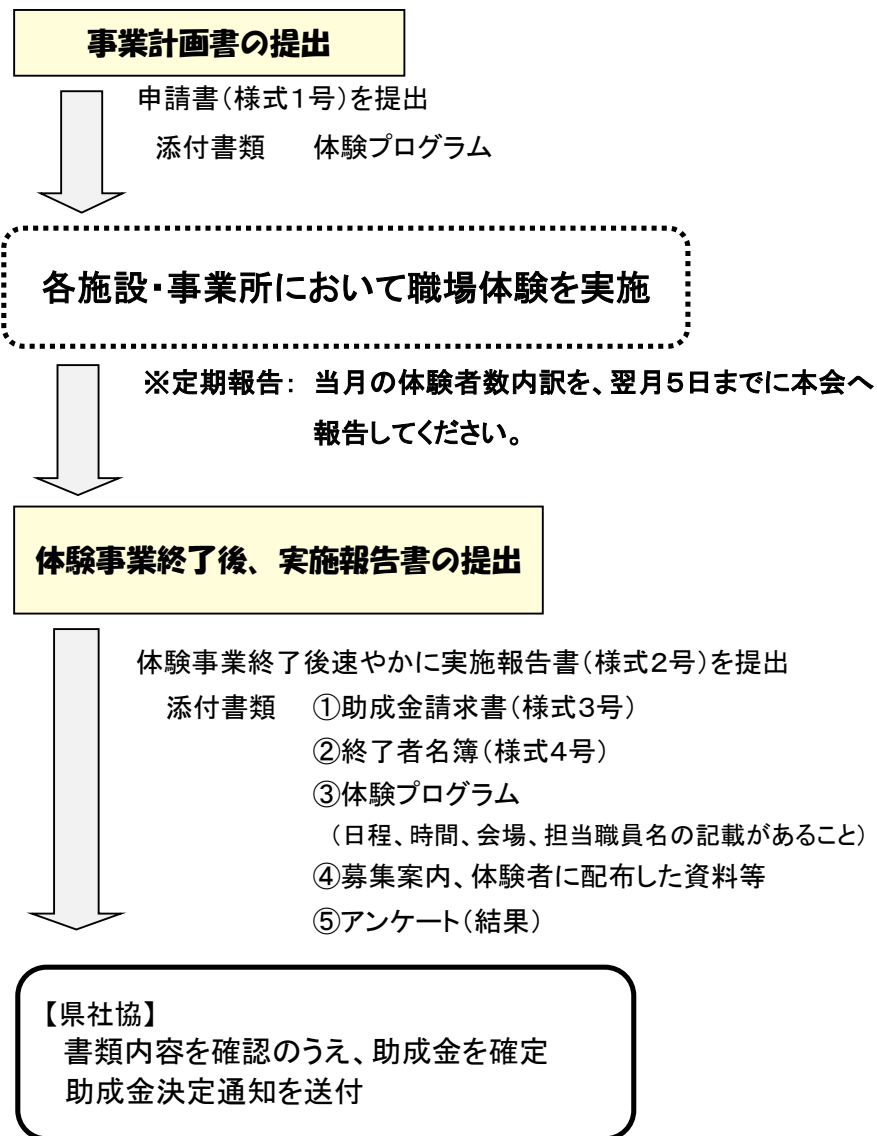 事業計画書の提出
申請書(様式1号)を提出
添付書類　体験プログラム
各施設・事業所において職場体験を実施
※定期報告: 当月の体験者数内訳を、翌月5日までに本会へ
報告してください。
体験事業終了後、実施報告書の提出
体験事業終了後速やかに実施報告書(様式2号)を提出
添付書類　①助成金請求書(様式3号)
②終了者名簿(様式4号)
③体験プログラム
(日程、時間、会場、担当職員名の記載があること)
④募集案内、体験者に配布した資料等
⑤アンケート(結果)
【県社協】
書類内容を確認のうえ、助成金を確定
助成金決定通知を送付